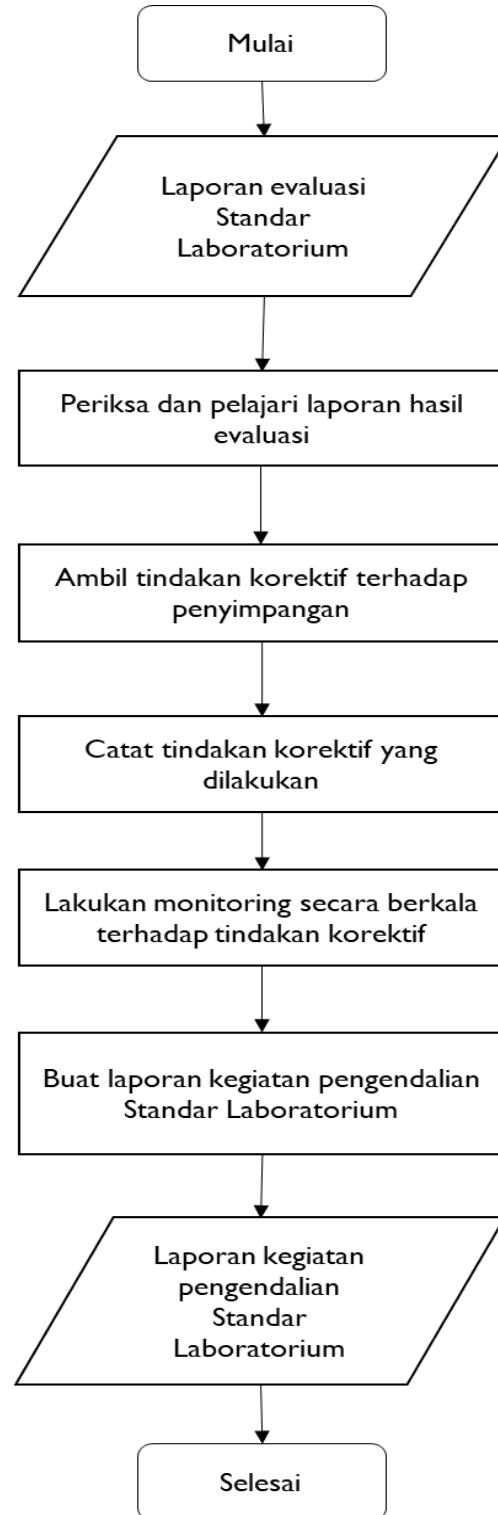 Mulai
Laporan evaluasi
Standar
Laboratorium
Periksa dan pelajari laporan hasil
evaluasi
Ambil tindakan korektif terhadap
penyimpangan
Catat tindakan korektif yang
dilakukan
Lakukan monitoring secara berkala
terhadap tindakan korektif
Buat laporan kegiatan pengendalian
Standar Laboratorium
Laporan kegiatan
pengendalian
Standar
Laboratorium
Selesai